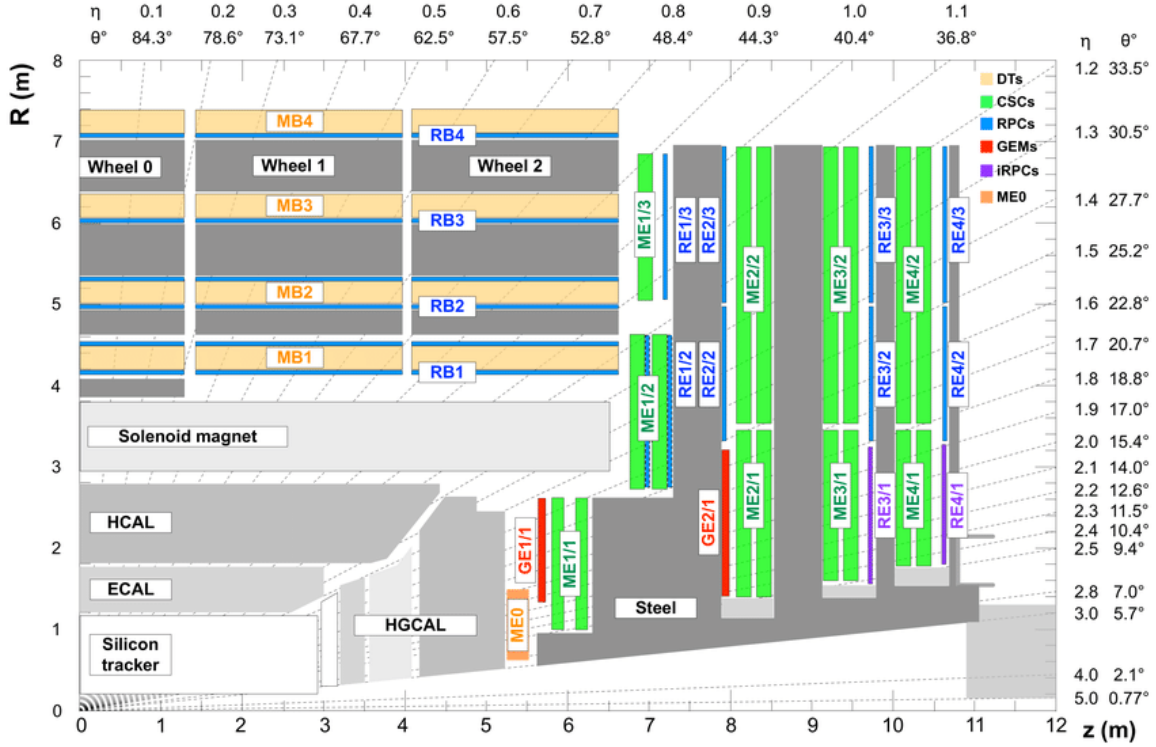 η 0.1 0.2 0.3 0.4 0.5 0.6 0.7 0.8 0.9 1.0 1.1
θ° 84.3° 78.6° 73.1° 67.7° 62.5° 57.5° 52.8° 48.4° 44.3° 40.4° 36.8° η θ°
R (m)
8
7
6
5
4
3
2
1
0
1.2 33.5°
1.3 30.5°
1.4 27.7°
1.5 25.2°
1.6 22.8°
1.7 20.7°
1.8 18.8°
1.9 17.0°
2.0 15.4°
2.1 14.0°
2.2 12.6°
2.3 11.5°
2.4 10.4°
2.5 9.4°
2.8 7.0°
3.0 5.7°
4.0 2.1°
5.0 0.77°
DTs
CSCs
RPCs
GEMs
iRPCs
ME0
MB4
RB4
Wheel 0 Wheel 1 Wheel 2
MB3
RB3
MB2
RB2
MB1
RB1
Solenoid magnet
HCAL
ECAL
Silicon
tracker
HGCAL
Steel
ME1/3
RE1/3
RE2/3
ME2/2
ME3/2
RE3/3
ME4/2
RE4/3
ME1/2
RE1/2
RE2/2
RE3/2
RE4/2
GE1/1
ME1/1
ME0
GE2/1
ME2/1
ME3/1
RE3/1
ME4/1
RE4/1
0 1 2 3 4 5 6 7 8 9 10 11 12
z (m)